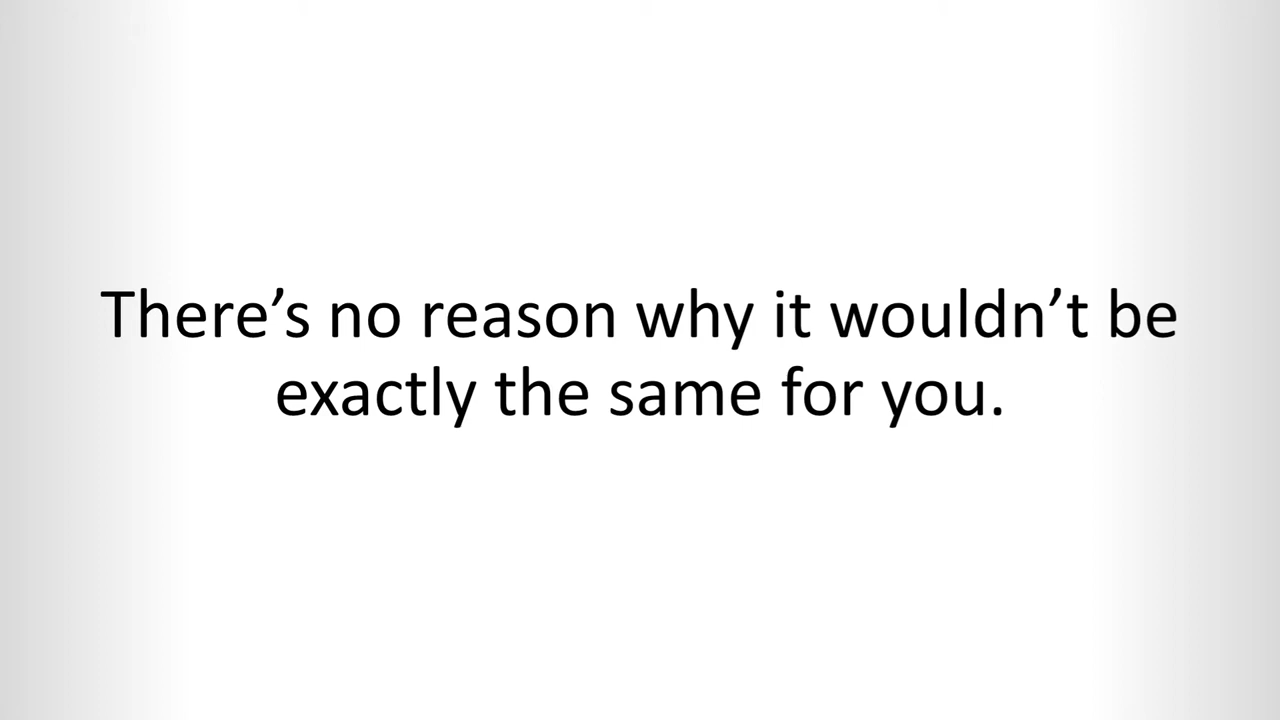 There’s no reason why it wouldn’t be
exactly the same for you.